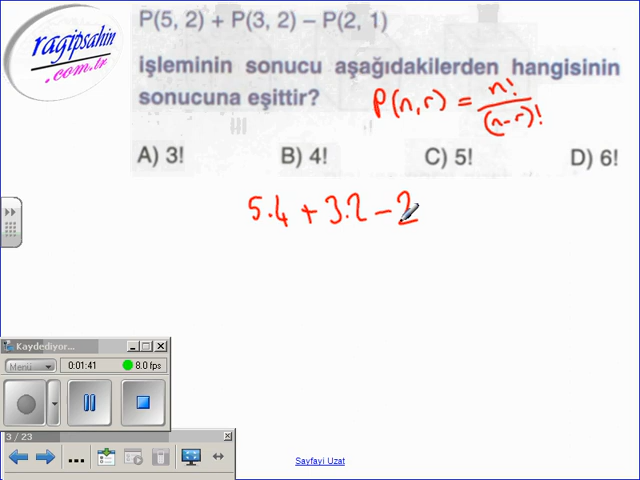 ragipsahin
.com.tr
P(5, 2) + P(3, 2) – P(2, 1)
işleminin sonucu aşağıdakilerden hangisinin
sonucuna eşittir?
P(n,r) = n!/(n-r)!
A) 3! B) 4! C) 5! D) 6!
5.4 + 3.2 - 2
Kaydediyor...
Menü 0:01:41 8.0 fps
3 / 23
Sayfayi Uzat